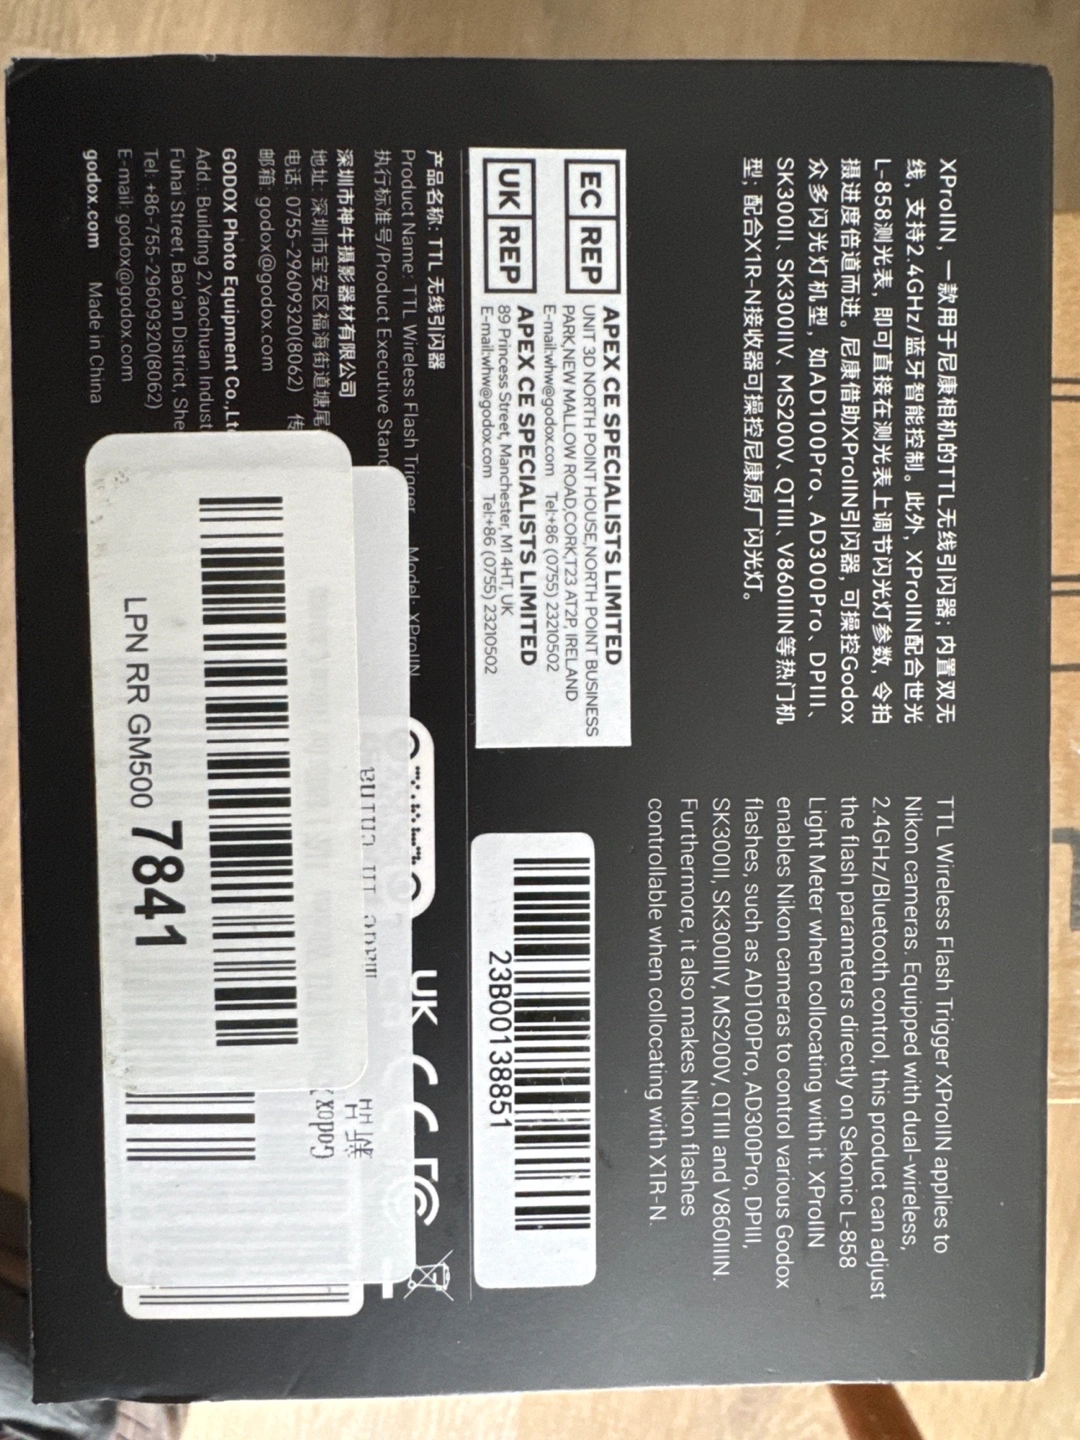 XProIIN，一款用于尼康相机的TTL无线引闪器；内置双无
线，支持2.4GHz/蓝牙智能控制。此外，XProIIN配合世光
L-858测光表，即可直接在测光表上调节闪光灯参数，令拍
摄进度倍道而进。尼康借助XProIIN引闪器，可操控Godox
众多闪光灯机型，如AD100Pro、AD300Pro、DPIII、
SK300II、SK300IIV、MS200V、QTIII、V860IIIN等热门机
型；配合X1R-N接收器可操控尼康原厂闪光灯。
TTL Wireless Flash Trigger XProIIN applies to
Nikon cameras. Equipped with dual-wireless,
2.4GHz/Bluetooth control, this product can adjust
the flash parameters directly on Sekonic L-858
Light Meter when collocating with it. XProIIN
enables Nikon cameras to control various Godox
flashes, such as AD100Pro, AD300Pro, DPIII,
SK300II, SK300IIV, MS200V, QTIII and V860IIIN.
Furthermore, it also makes Nikon flashes
controllable when collocating with X1R-N.
EC REP
APEX CE SPECIALISTS LIMITED
UNIT 3D NORTH POINT HOUSE,NORTH POINT BUSINESS
PARK,NEW MALLOW ROAD,CORK,T23 AT2P, IRELAND
E-mail:whw@godox.com Tel:+86 (0755) 23210502
UK REP
APEX CE SPECIALISTS LIMITED
89 Princess Street, Manchester, M1 4HT, UK
E-mail:whw@godox.com Tel:+86 (0755) 23210502
23B00138851
产品名称: TTL 无线引闪器
Product Name: TTL Wireless Flash Trigger Model: XProIIN
执行标准号/Product Executive
深圳市神牛摄影器材有限公司
地址: 深圳市宝安区福海街道塘尾
电话: 0755-29609320(8062) 传
邮箱: godox@godox.com
GODOX Photo Equipment Co.,Ltd
Add.: Building 2,Yaochuan
Fuhai Street, Bao'an District,
Tel: +86-755-29609320(8062)
E-mail: godox@godox.com
godox.com Made in China
UK
Godox
LPN RR GM500 7841